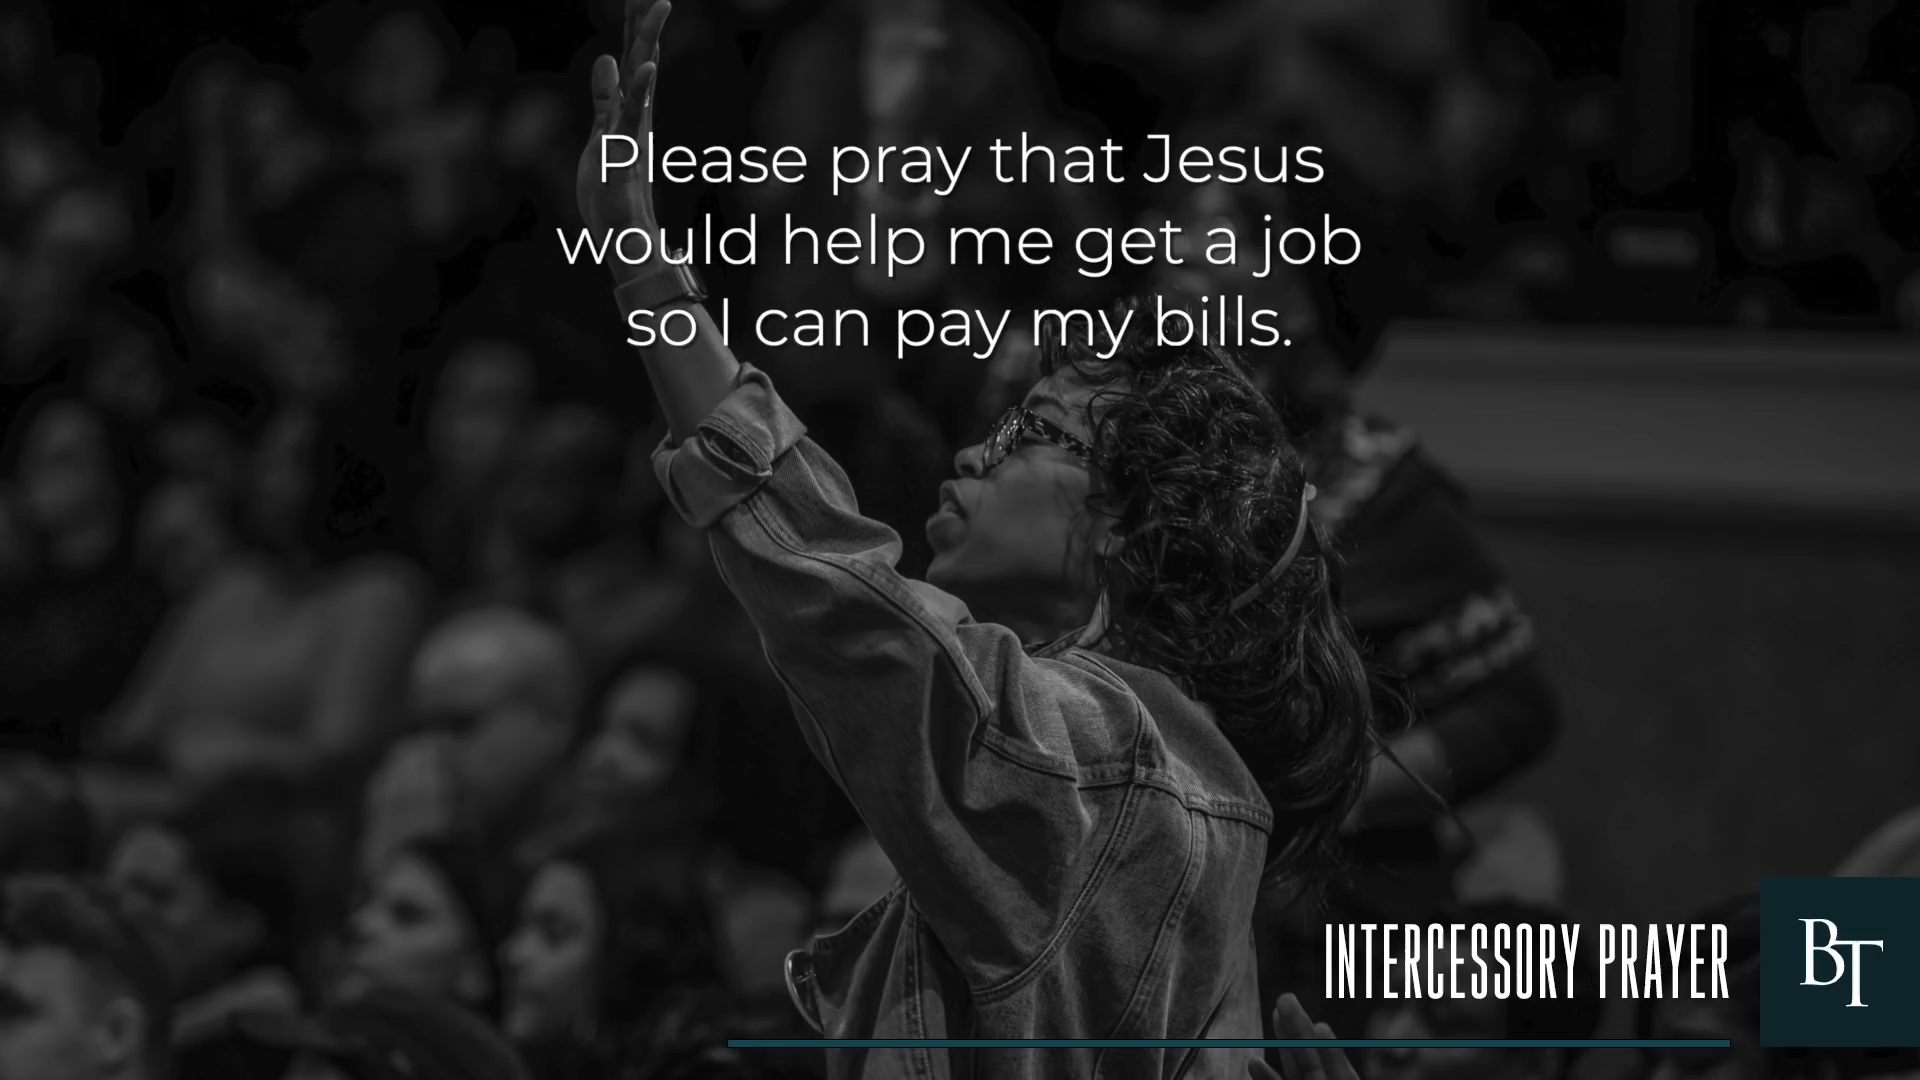 Please pray that Jesus
would help me get a job
so I can pay my bills.
INTERCESSORY PRAYER
BT